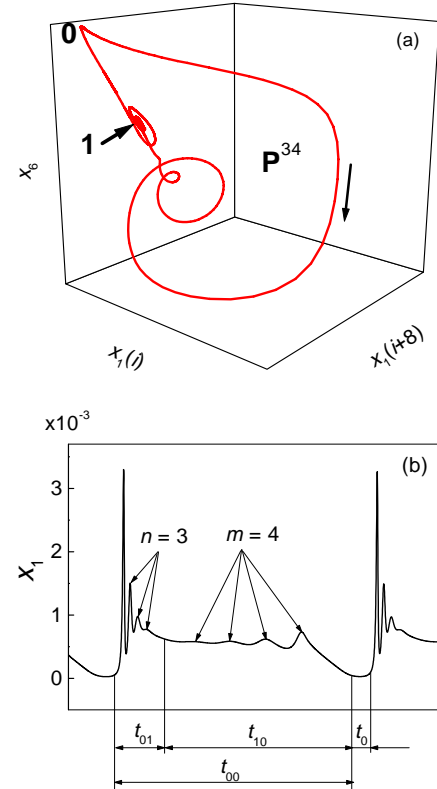 (a)
0
1
P³⁴
x₆
x₁(i)
x₁(i+8)
x10⁻³
(b)
3
n = 3
m = 4
2
x₁
1
0
t₀₁
t₁₀
t₀
t₀₀